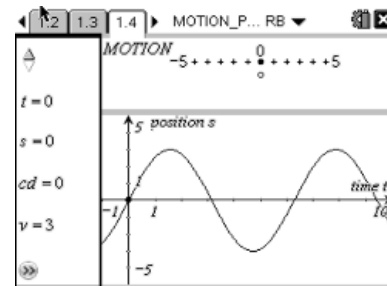 1.2 1.3 1.4 MOTION_P... RB
MOTION
0
-5 +5
t=0
s=0
cd=0
v=3
5 position s
1
time t
-1 1 10
-5